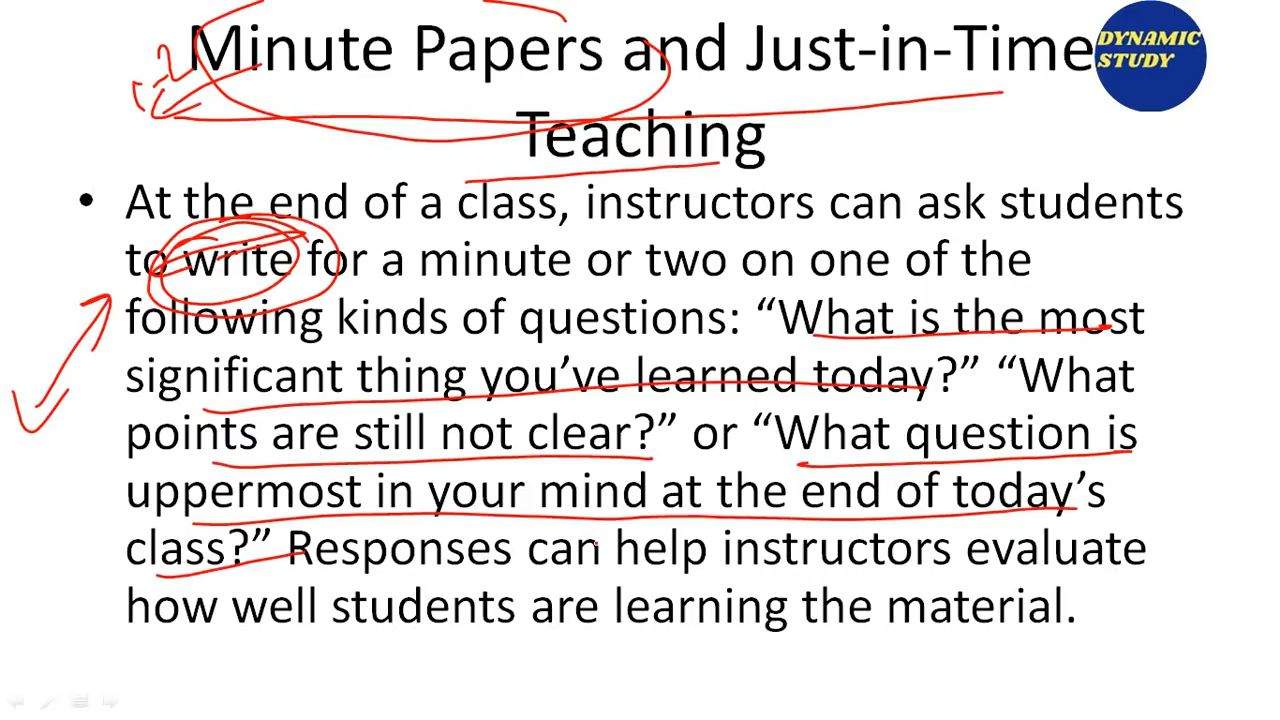 Minute Papers and Just-in-Time
Teaching
DYNAMIC
STUDY
• At the end of a class, instructors can ask students
to write for a minute or two on one of the
following kinds of questions: “What is the most
significant thing you’ve learned today?” “What
points are still not clear?” or “What question is
uppermost in your mind at the end of today’s
class?” Responses can help instructors evaluate
how well students are learning the material.